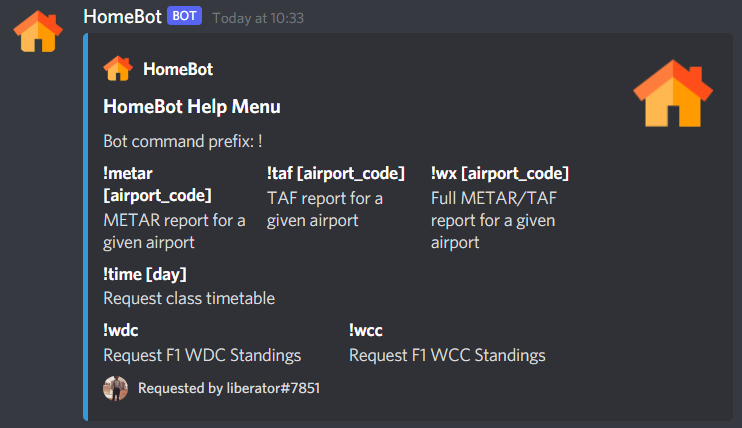 HomeBot BOT Today at 10:33
HomeBot
HomeBot Help Menu
Bot command prefix: !
!metar
[airport_code]
METAR report for a
given airport
!taf [airport_code]
TAF report for a
given airport
!wx [airport_code]
Full METAR/TAF
report for a given
airport
!time [day]
Request class timetable
!wdc
Request F1 WDC Standings
!wcc
Request F1 WCC Standings
Requested by liberator#7851